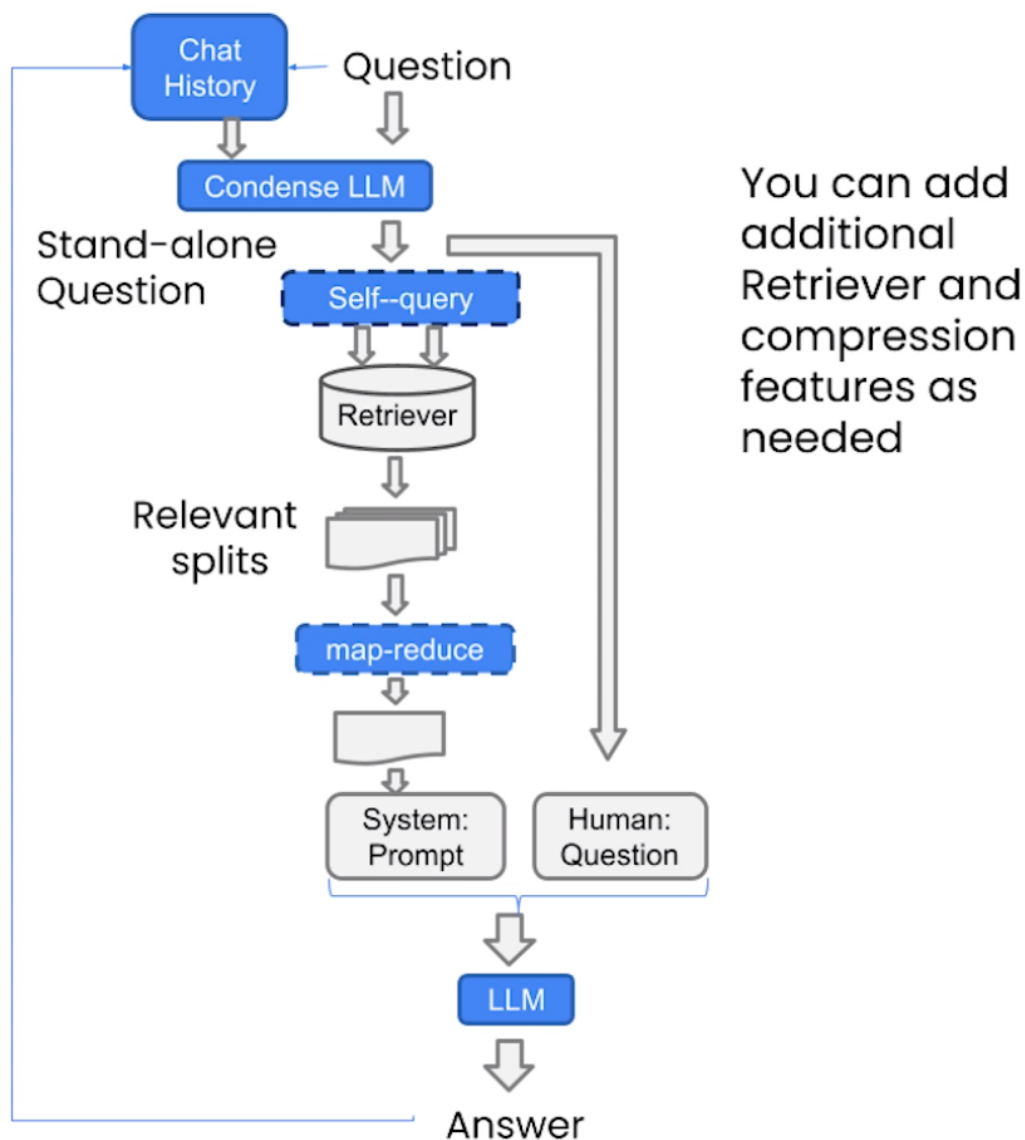 Chat
History
Question
Condense LLM
Stand-alone
Question
Self--query
Retriever
Relevant
splits
map-reduce
System:
Prompt
Human:
Question
LLM
Answer
You can add
additional
Retriever and
compression
features as
needed